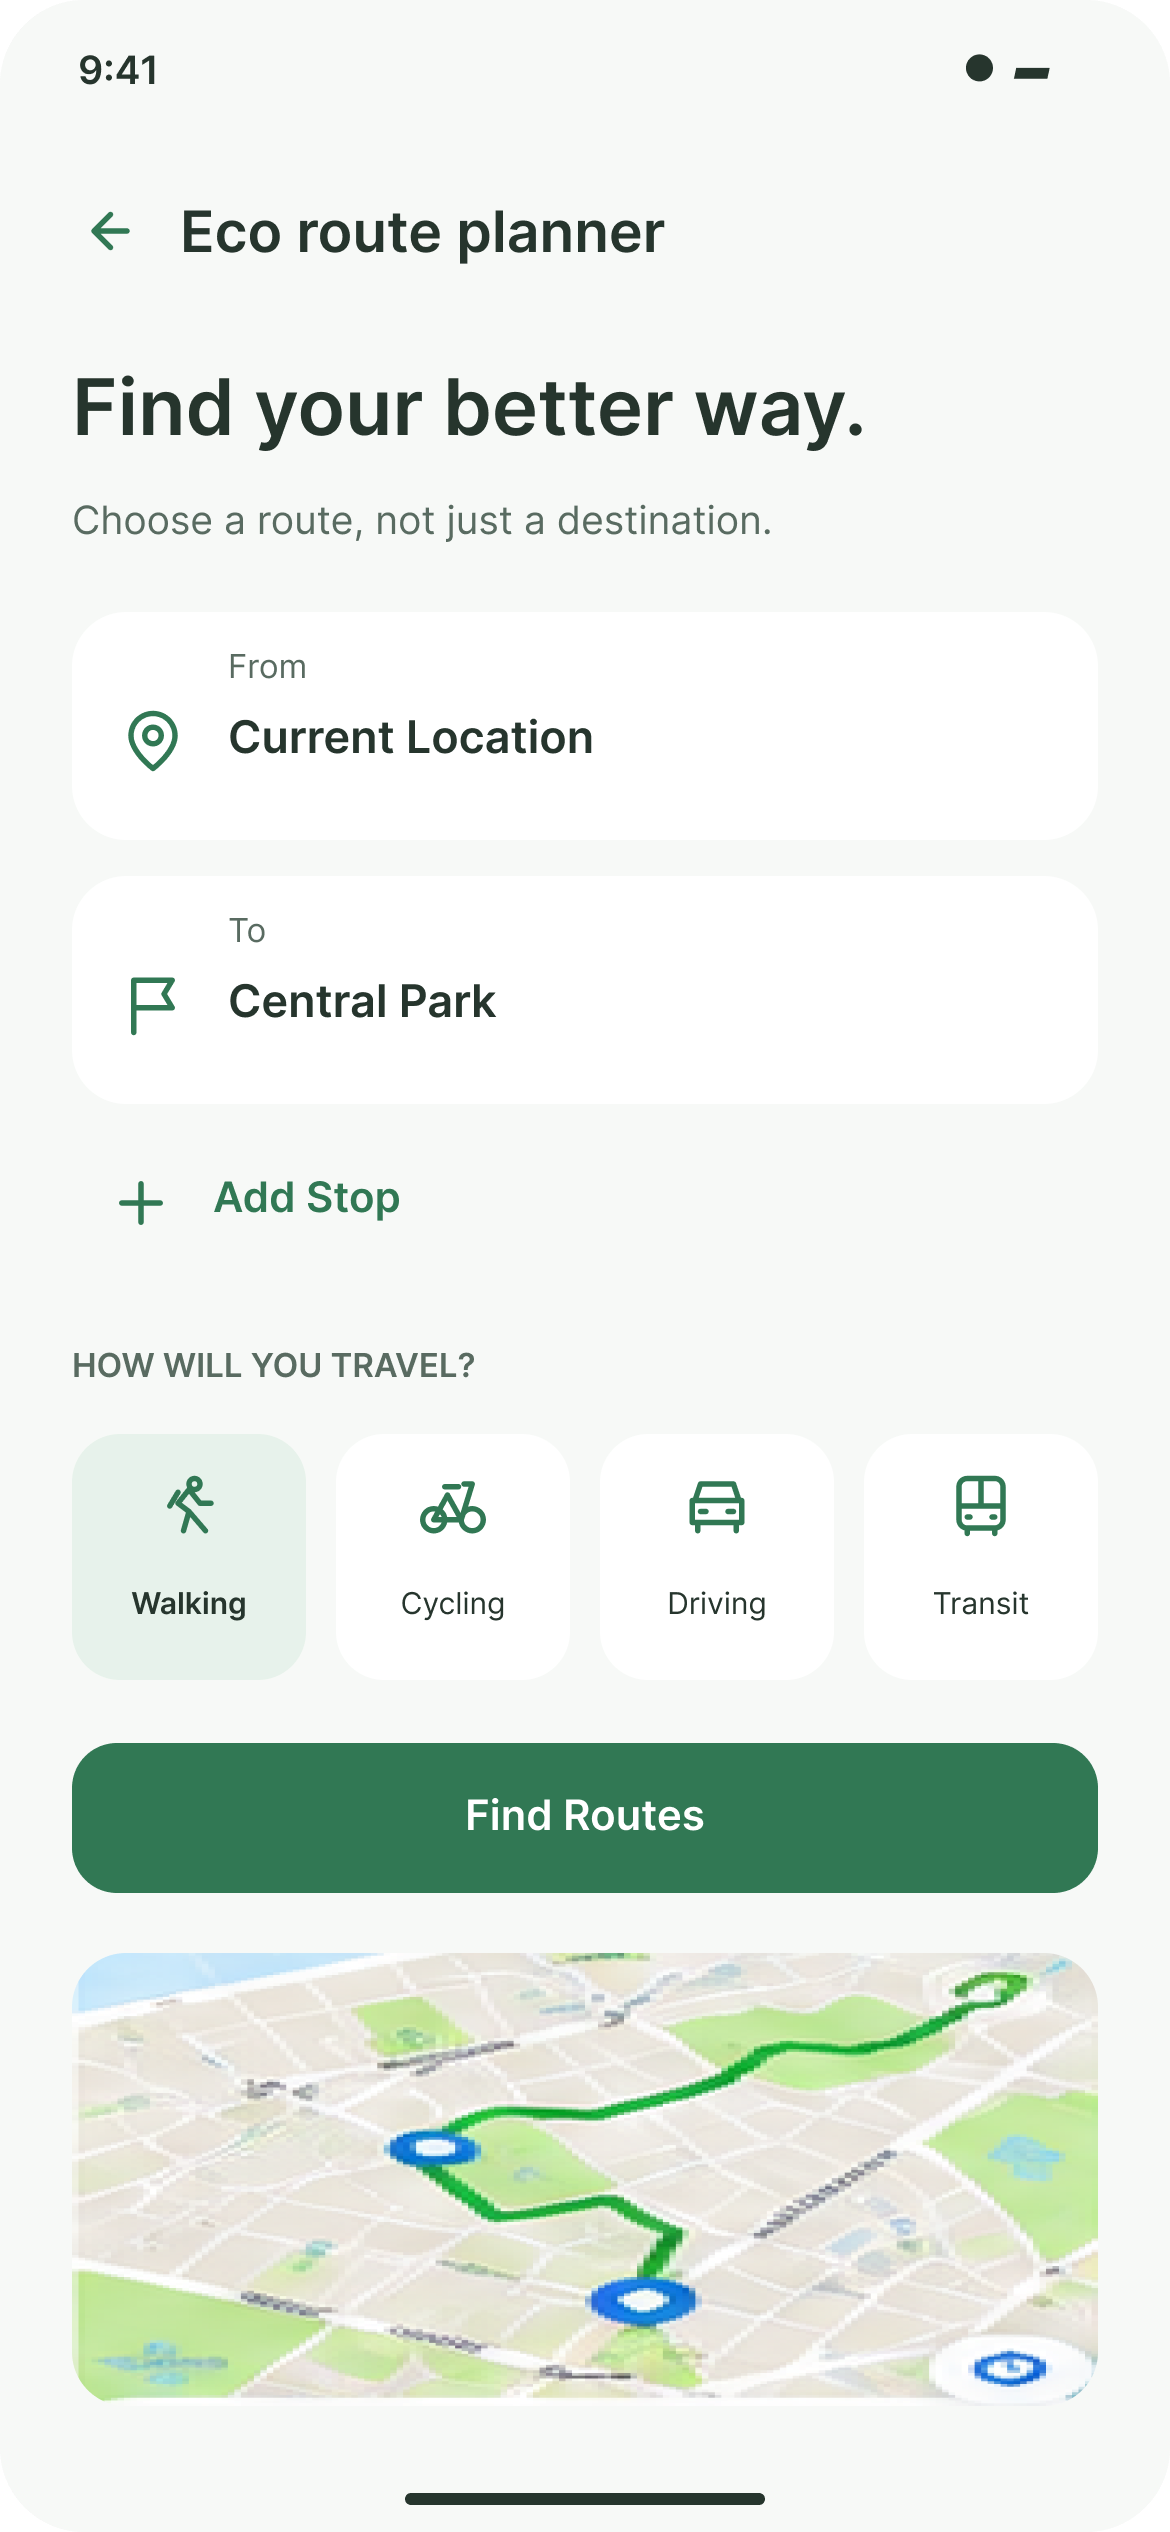 9:41
Eco route planner
Find your better way.
Choose a route, not just a destination.
From
Current Location
To
Central Park
Add Stop
HOW WILL YOU TRAVEL?
Walking
Cycling
Driving
Transit
Find Routes